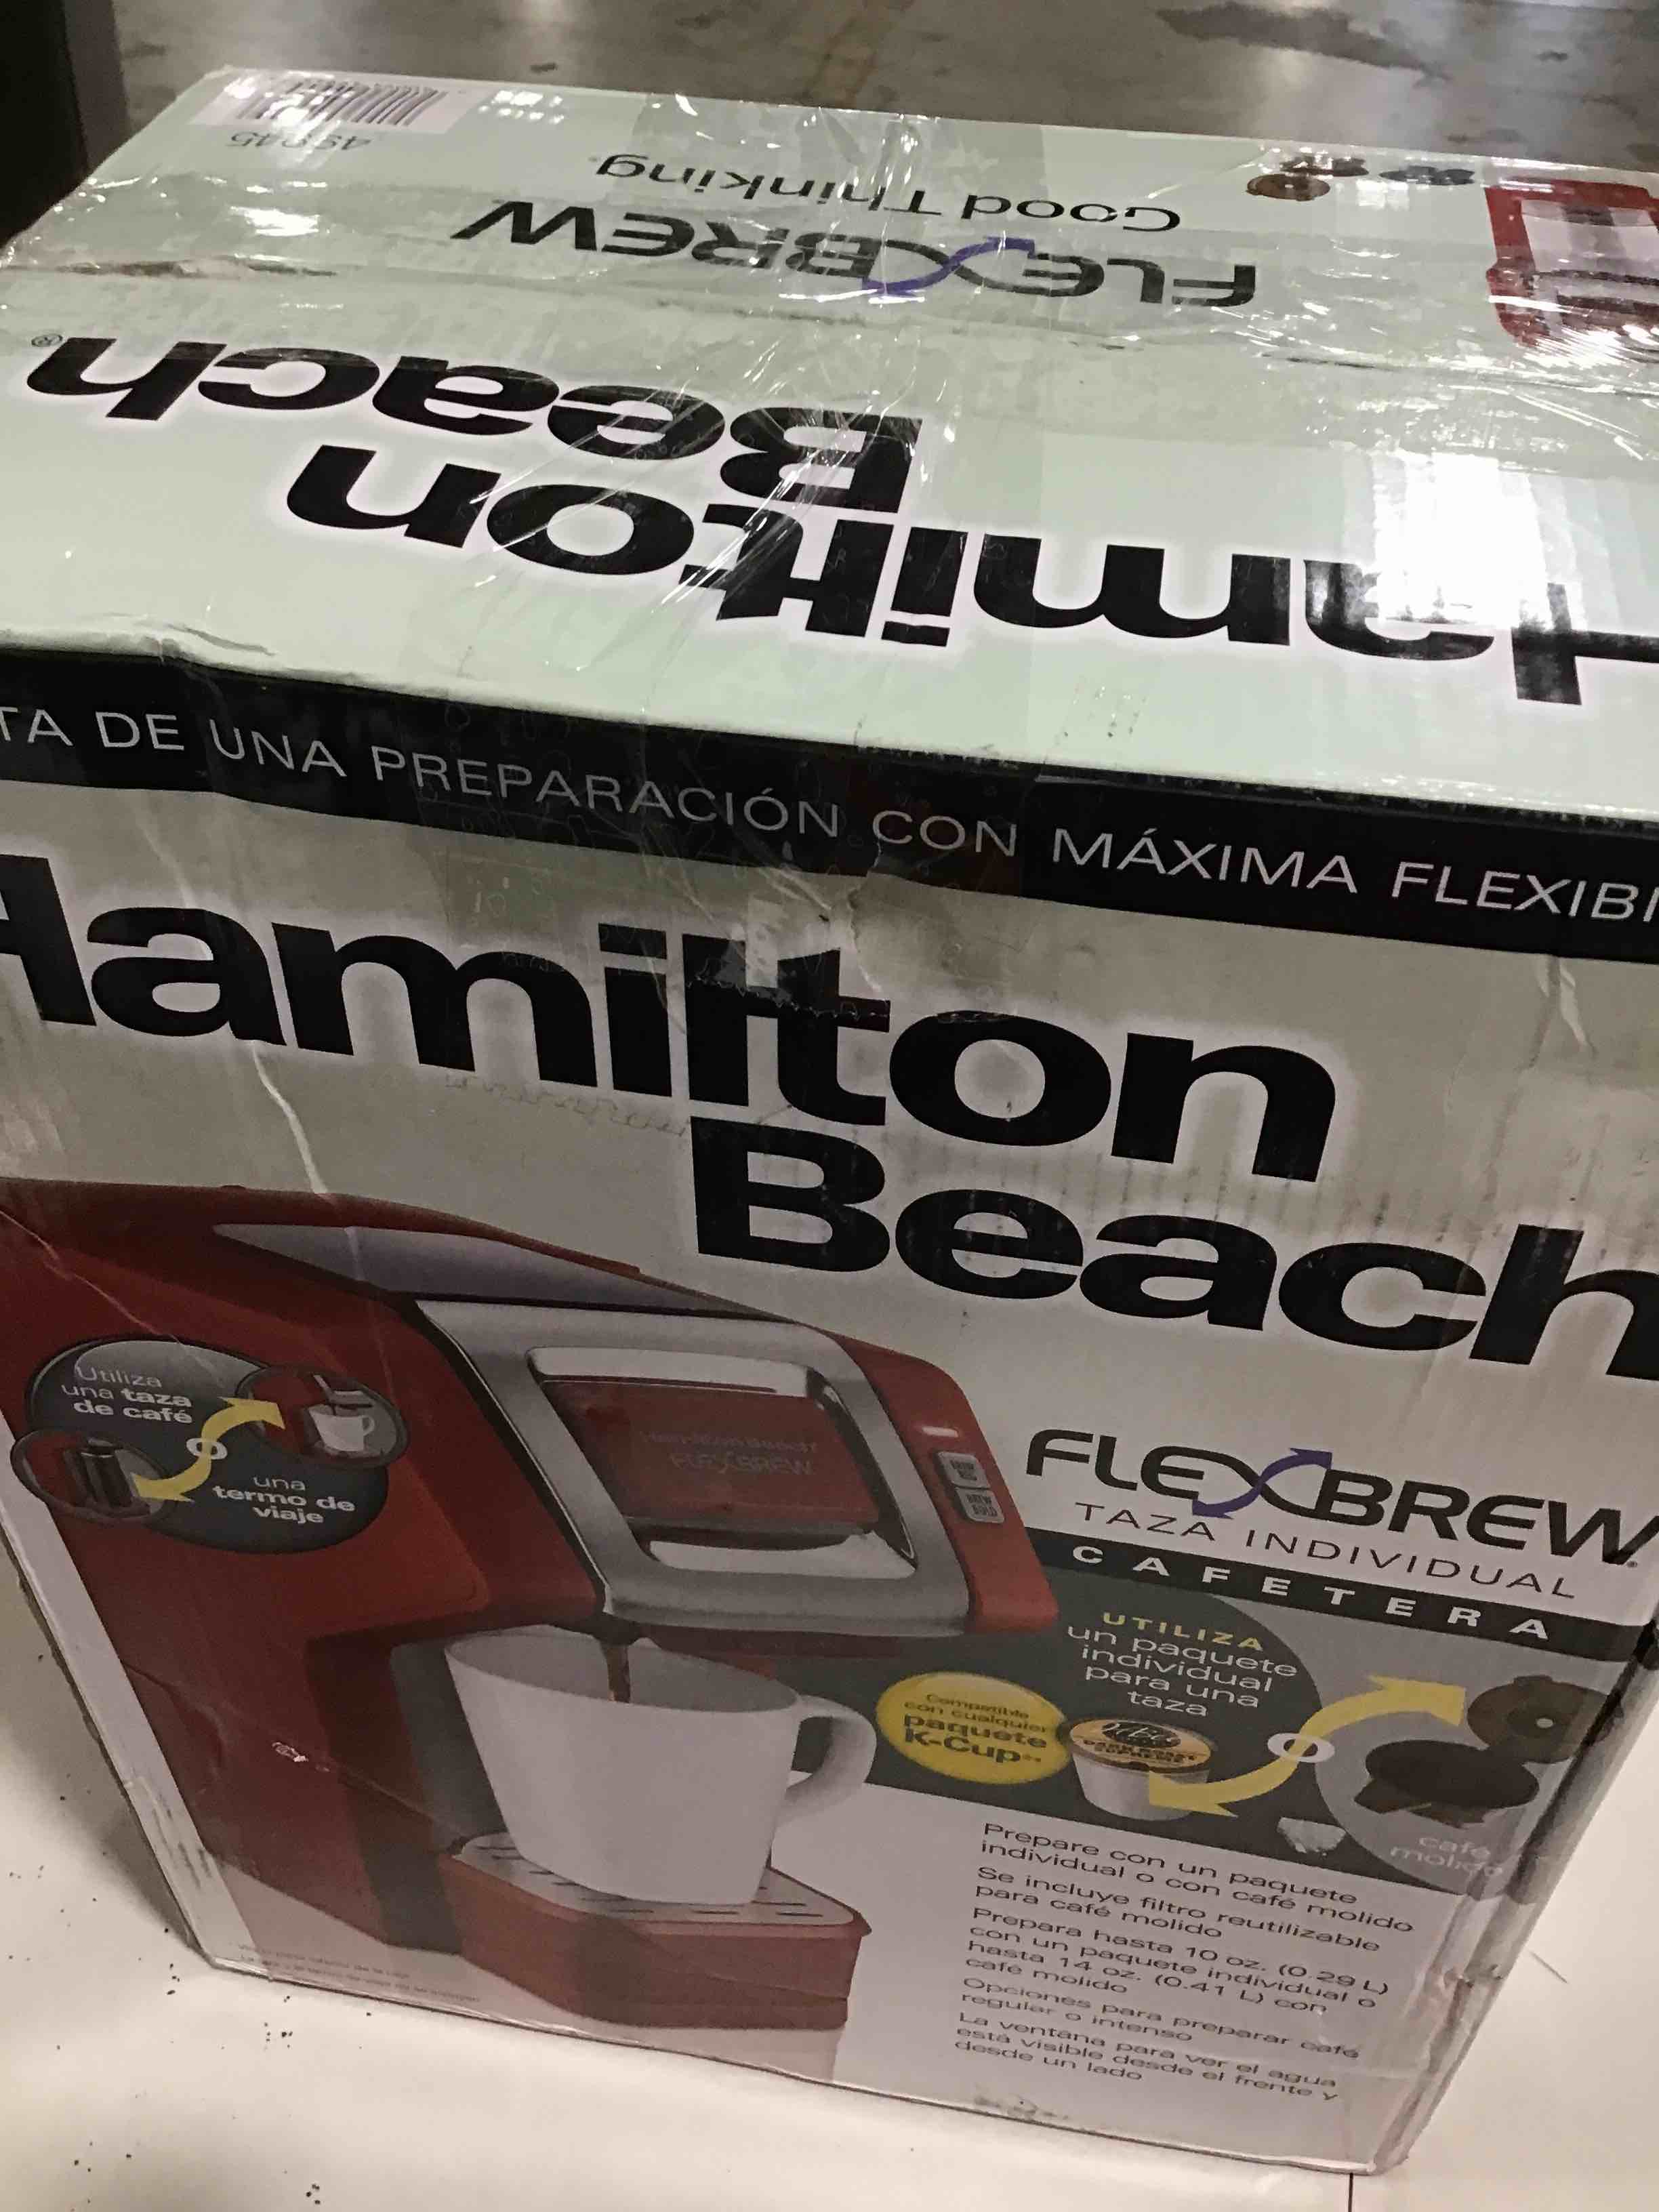 Good Thinking
FLEXBREW
Hamilton
Beach®
TA DE UNA PREPARACIÓN CON MÁXIMA FLEXIBI
Hamilton
Beach
Utiliza
una taza
de café
o
una
termo de
viaje
FLEXBREW
FLEXBREW
TAZA INDIVIDUAL
CAFETERA
UTILIZA
un paquete
individual
para una
taza
Compatible
con cualquier
paquete
K-Cup
DARK ROAST
SUPREME
o
café
molido
Prepare con un paquete
individual o con café molido
Se incluye filtro reutilizable
para café molido
Prepara hasta 10 oz. (0.29 L)
con un paquete individual o
hasta 14 oz. (0.41 L) con
café molido
Opciones para preparar café
regular o intenso
La ventana para ver el agua
está visible desde el frente y
desde un lado